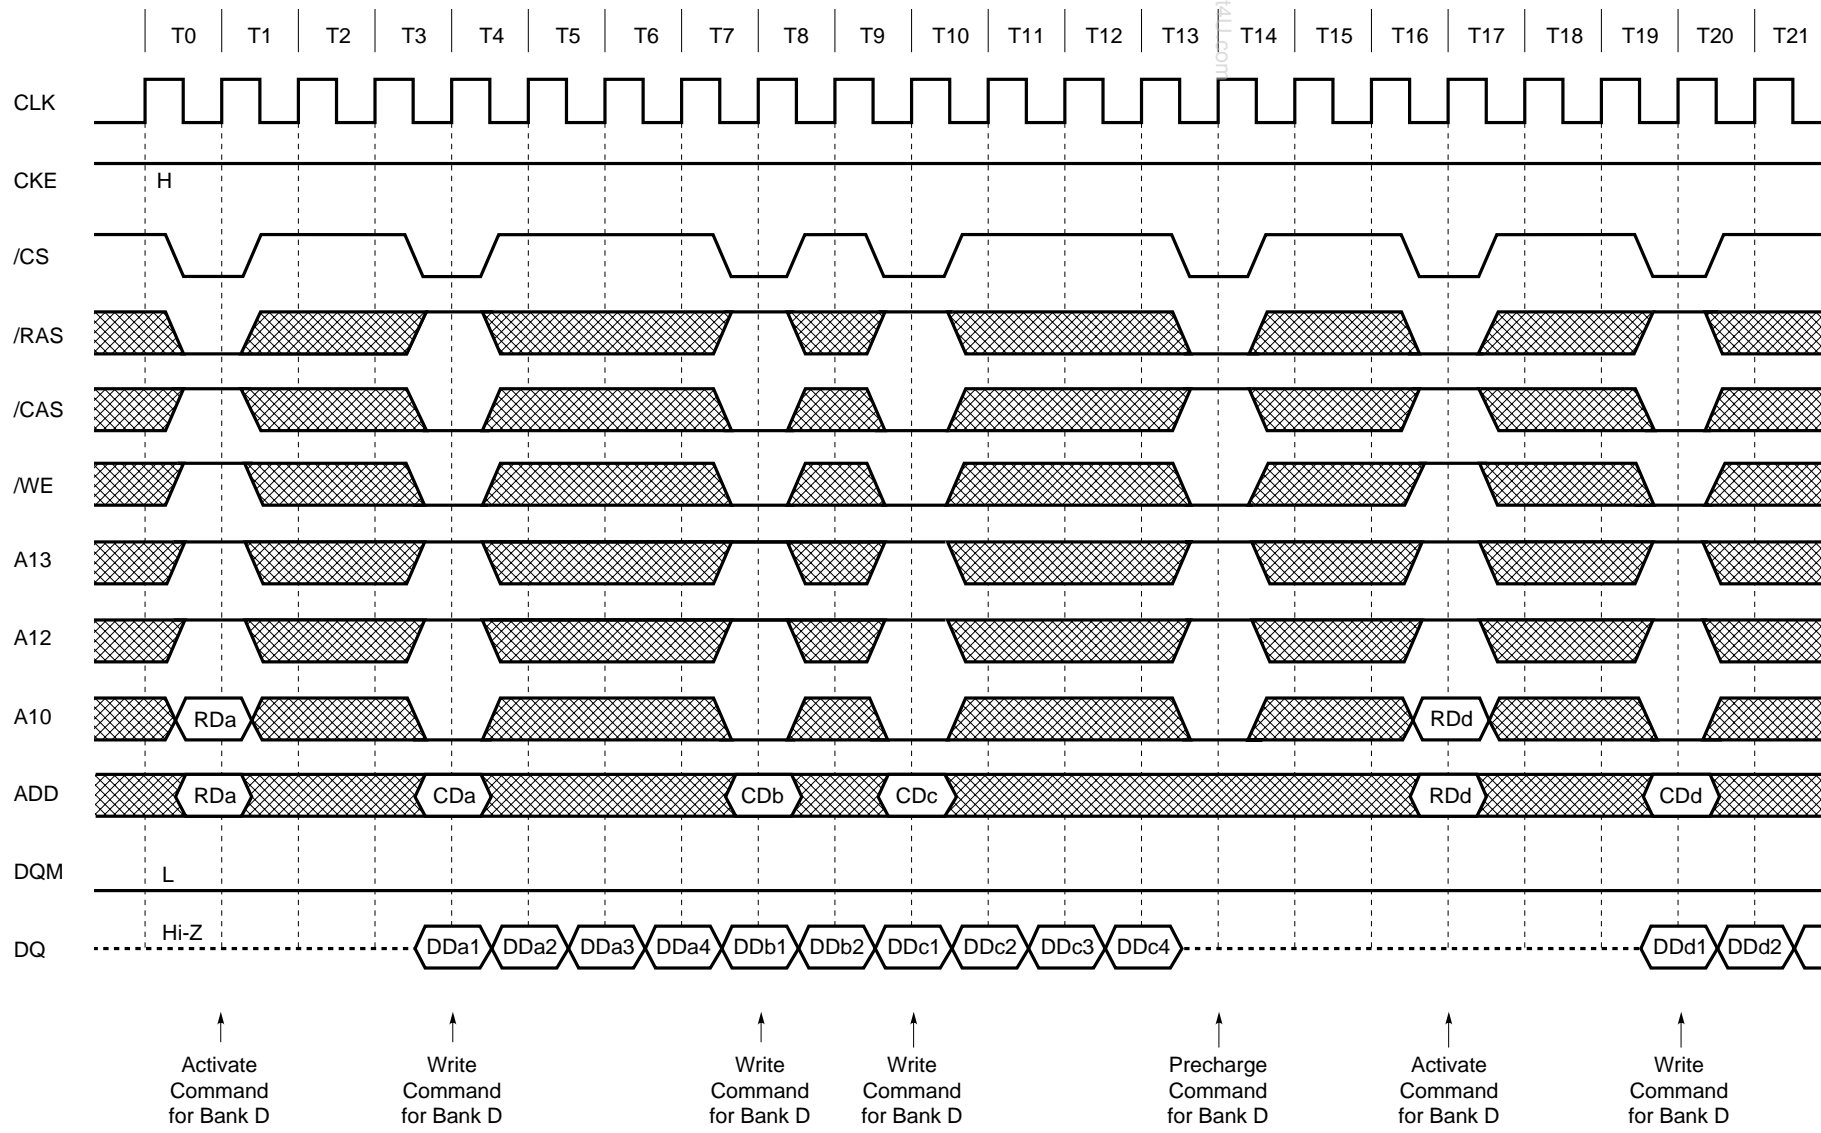 T0 T1 T2 T3 T4 T5 T6 T7 T8 T9 T10 T11 T12 T13 T14 T15 T16 T17 T18 T19 T20 T21
CLK
CKE H
/CS
/RAS
/CAS
/WE
A13
A12
A10 RDa RDd
ADD RDa CDa CDb CDc RDd CDd
DQM L
DQ Hi-Z DDa1 DDa2 DDa3 DDa4 DDb1 DDb2 DDc1 DDc2 DDc3 DDc4 DDd1 DDd2
Activate
Command
for Bank D
Write
Command
for Bank D
Write
Command
for Bank D
Write
Command
for Bank D
Precharge
Command
for Bank D
Activate
Command
for Bank D
Write
Command
for Bank D